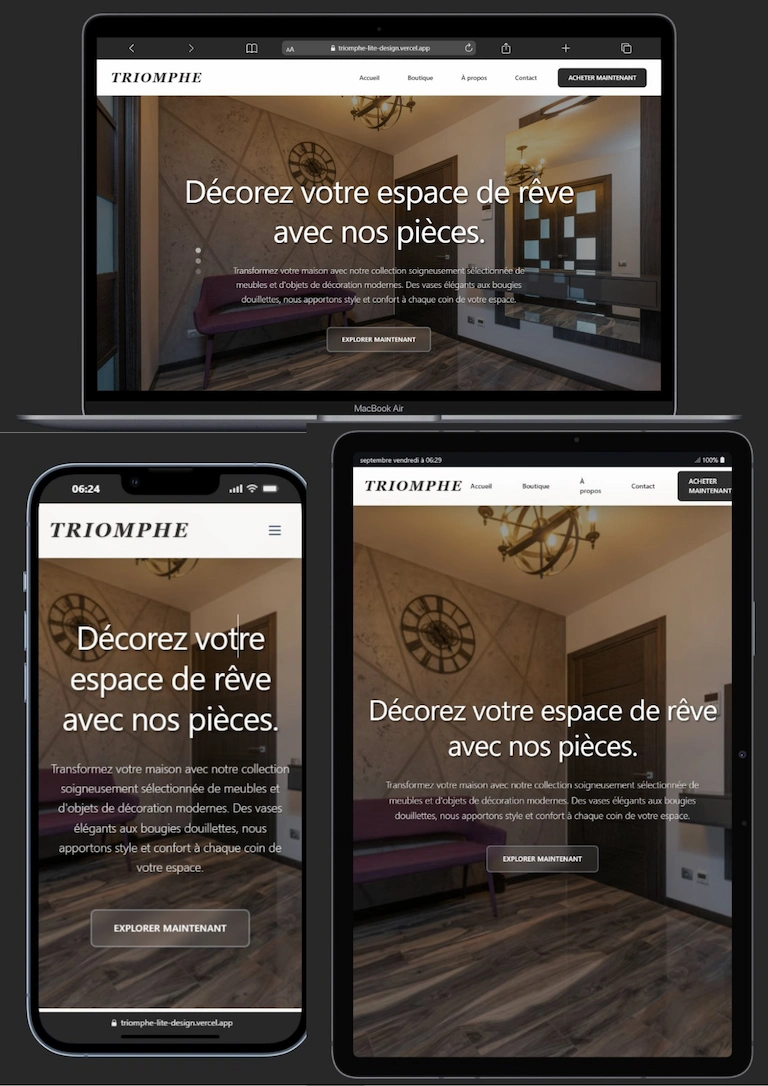 AA triomphe-lite-design.vercel.app
TRIOMPHE Accueil Boutique À propos Contact ACHETER MAINTENANT
Décorez votre espace de rêve
avec nos pièces.
Transformez votre maison avec notre collection soigneusement sélectionnée de
meubles et d'objets de décoration modernes. Des vases élégants aux bougies
douillettes, nous apportons style et confort à chaque coin de votre espace.
EXPLORER MAINTENANT
MacBook Air
06:24
TRIOMPHE
Décorez votre
espace de rêve
avec nos pièces.
Transformez votre maison avec notre collection
soigneusement sélectionnée de meubles et
d'objets de décoration modernes. Des vases
élégants aux bougies douillettes, nous
apportons style et confort à chaque coin de
votre espace.
EXPLORER MAINTENANT
triomphe-lite-design.vercel.app
septembre vendredi à 06:29 100%
TRIOMPHE Accueil Boutique À propos Contact ACHETER MAINTENANT
Décorez votre espace de rêve
avec nos pièces.
Transformez votre maison avec notre collection soigneusement sélectionnée de
meubles et d'objets de décoration modernes. Des vases élégants aux bougies
douillettes, nous apportons style et confort à chaque coin de votre espace.
EXPLORER MAINTENANT